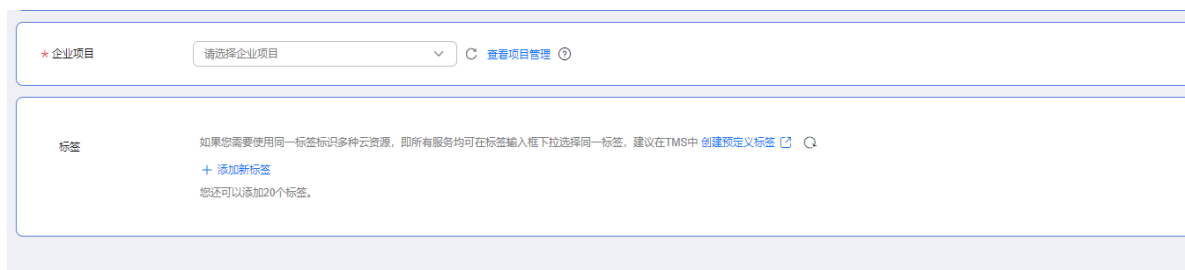 * 企业项目 请选择企业项目 查看项目管理 ?
标签 如果您需要使用同一标签标识多种云资源，即所有服务均可在标签输入框下拉选择同一标签，建议在TMS中 创建预定义标签
+ 添加新标签
您还可以添加20个标签。